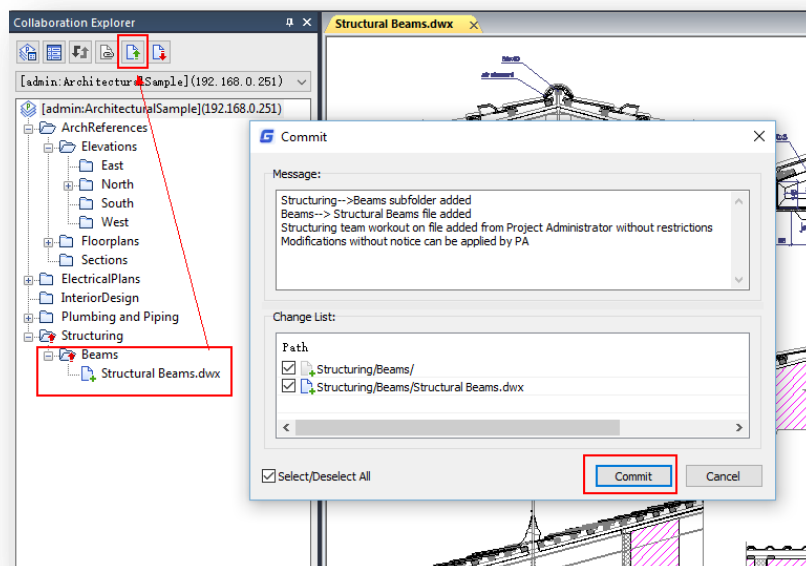 Collaboration Explorer
Structural Beams.dwx
[admin:ArchitecturalSample](192.168.0.251)
[admin:ArchitecturalSample](192.168.0.251)
ArchReferences
Elevations
East
North
South
West
Floorplans
Sections
ElectricalPlans
InteriorDesign
Plumbing and Piping
Structuring
Beams
Structural Beams.dwx
Commit
Message:
Structuring-->Beams subfolder added
Beams--> Structural Beams file added
Structuring team workout on file added from Project Administrator without restrictions
Modifications without notice can be applied by PA
Change List:
Path
Structuring/Beams/
Structuring/Beams/Structural Beams.dwx
Select/Deselect All
Commit
Cancel